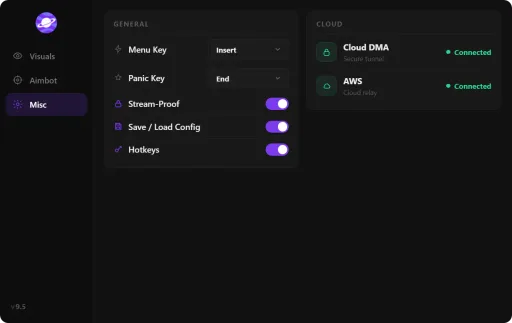 Visuals
Aimbot
Misc
v9.5
GENERAL
Menu Key
Insert
Panic Key
End
Stream-Proof
Save / Load Config
Hotkeys
CLOUD
Cloud DMA
Secure tunnel
Connected
AWS
Cloud relay
Connected